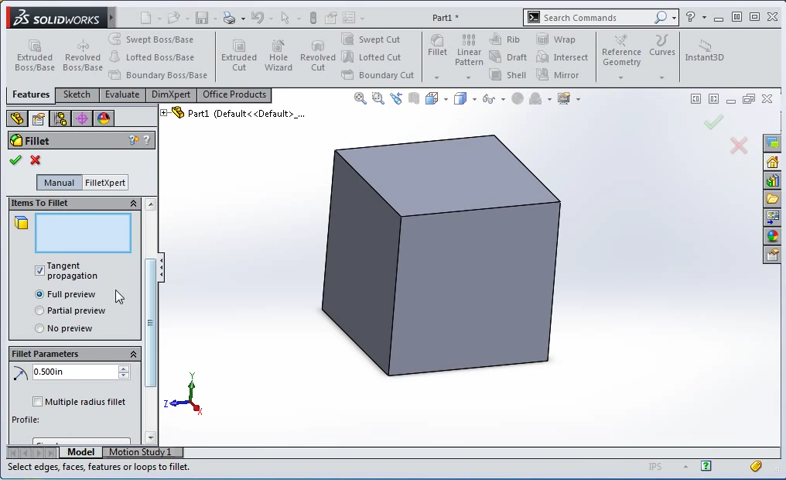 SOLIDWORKS
Part1 *
Search Commands
Extruded Boss/Base
Revolved Boss/Base
Swept Boss/Base
Lofted Boss/Base
Boundary Boss/Base
Extruded Cut
Hole Wizard
Revolved Cut
Swept Cut
Lofted Cut
Boundary Cut
Fillet
Linear Pattern
Rib
Draft
Shell
Wrap
Intersect
Mirror
Reference Geometry
Curves
Instant3D
Features
Sketch
Evaluate
DimXpert
Office Products
Part1 (Default<<Default>_...
Fillet
? ?
Manual
FilletXpert
Items To Fillet
Tangent
propagation
Full preview
Partial preview
No preview
Fillet Parameters
0.500in
Multiple radius fillet
Profile:
Y
Z
X
Model
Motion Study 1
Select edges, faces, features or loops to fillet.
IPS
?